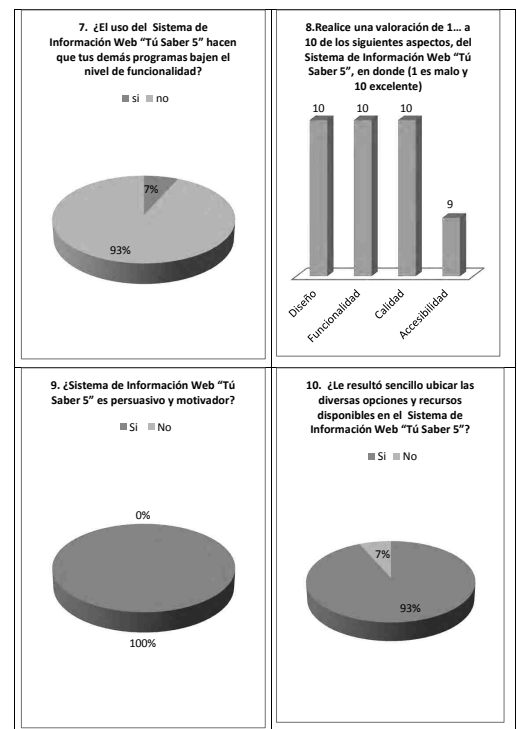 7. ¿El uso del Sistema de
Información Web “Tú Saber 5” hacen
que tus demás programas bajen el
nivel de funcionalidad?
si no
7%
93%
8.Realice una valoración de 1... a
10 de los siguientes aspectos, del
Sistema de Información Web “Tú
Saber 5”, en donde (1 es malo y
10 excelente)
10 10 10
9
Diseño
Funcionalidad
Calidad
Accesibilidad
9. ¿Sistema de Información Web “Tú
Saber 5” es persuasivo y motivador?
Si No
0%
100%
10. ¿Le resultó sencillo ubicar las
diversas opciones y recursos
disponibles en el Sistema de
Información Web “Tú Saber 5”?
Si No
7%
93%